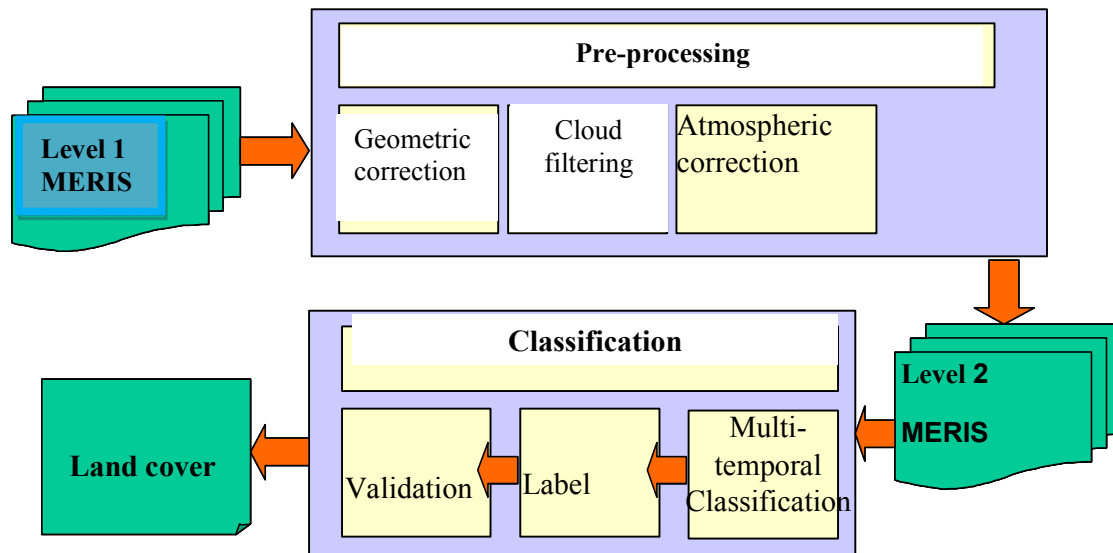 Pre-processing
Level 1
MERIS
Geometric
correction
Cloud
filtering
Atmospheric
correction
Classification
Level 2
MERIS
Multi-
temporal
Classification
Label
Validation
Land cover